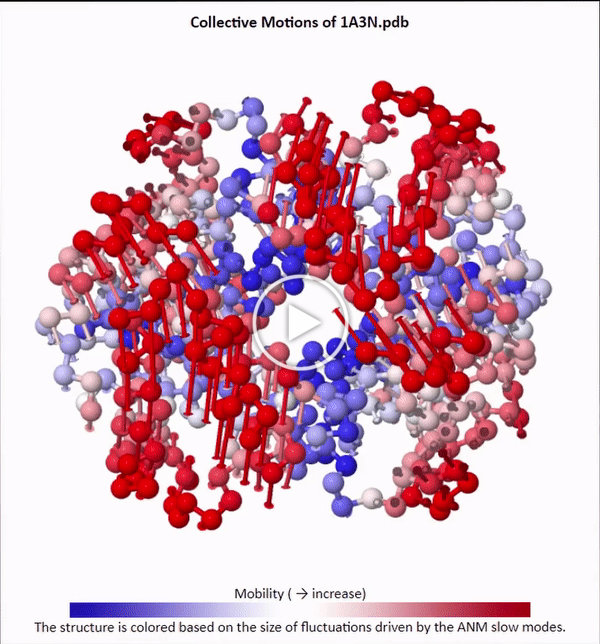 Collective Motions of 1A3N.pdb
Mobility ( → increase)
The structure is colored based on the size of fluctuations driven by the ANM slow modes.